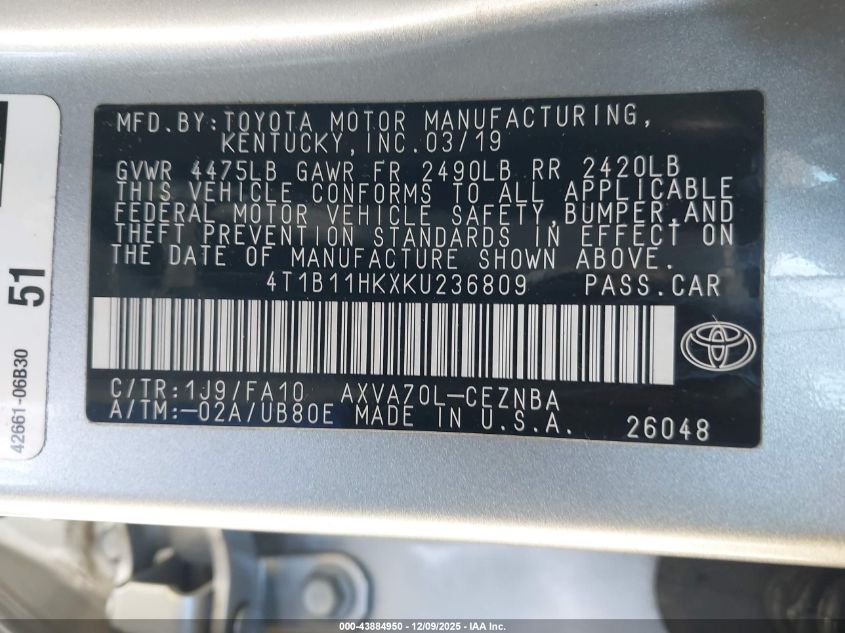 MFD. BY: TOYOTA MOTOR MANUFACTURING,
KENTUCKY, INC. 03/19
GVWR 4475LB GAWR FR 2490LB RR 2420LB
THIS VEHICLE CONFORMS TO ALL APPLICABLE
FEDERAL MOTOR VEHICLE SAFETY, BUMPER, AND
THEFT PREVENTION STANDARDS IN EFFECT ON
THE DATE OF MANUFACTURE SHOWN ABOVE.
4T1B11HKXKU236809 PASS.CAR
C/TR: 1J9/FA10 AXVA70L-CEZNBA
A/TM: -02A/UB80E MADE IN U.S.A. 26048
51
42661-06B30
000-43884950 - 12/09/2025 - IAA Inc.